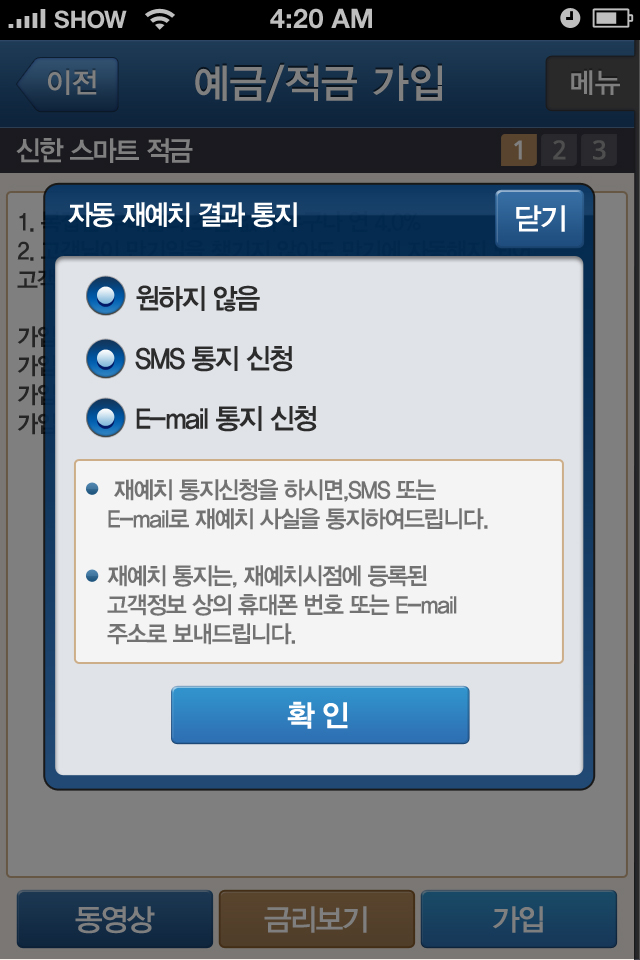 SHOW 4:20 AM
이전
예금/적금 가입
메뉴
신한 스마트 적금
1 2 3
자동 재예치 결과 통지
닫기
1.
2.
고객
가입
가입
가입
가입
원하지 않음
SMS 통지 신청
E-mail 통지 신청
재예치 통지신청을 하시면,SMS 또는
E-mail로 재예치 사실을 통지하여드립니다.
재예치 통지는, 재예치시점에 등록된
고객정보 상의 휴대폰 번호 또는 E-mail
주소로 보내드립니다.
확 인
동영상
금리보기
가입